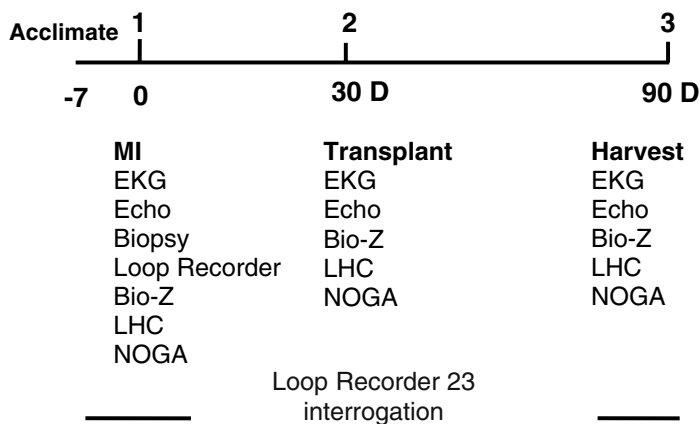 Acclimate 1 2 3
-7 0 30 D 90 D
MI Transplant Harvest
EKG EKG EKG
Echo Echo Echo
Biopsy Bio-Z Bio-Z
Loop Recorder LHC LHC
Bio-Z NOGA NOGA
LHC
NOGA
Loop Recorder 23
interrogation